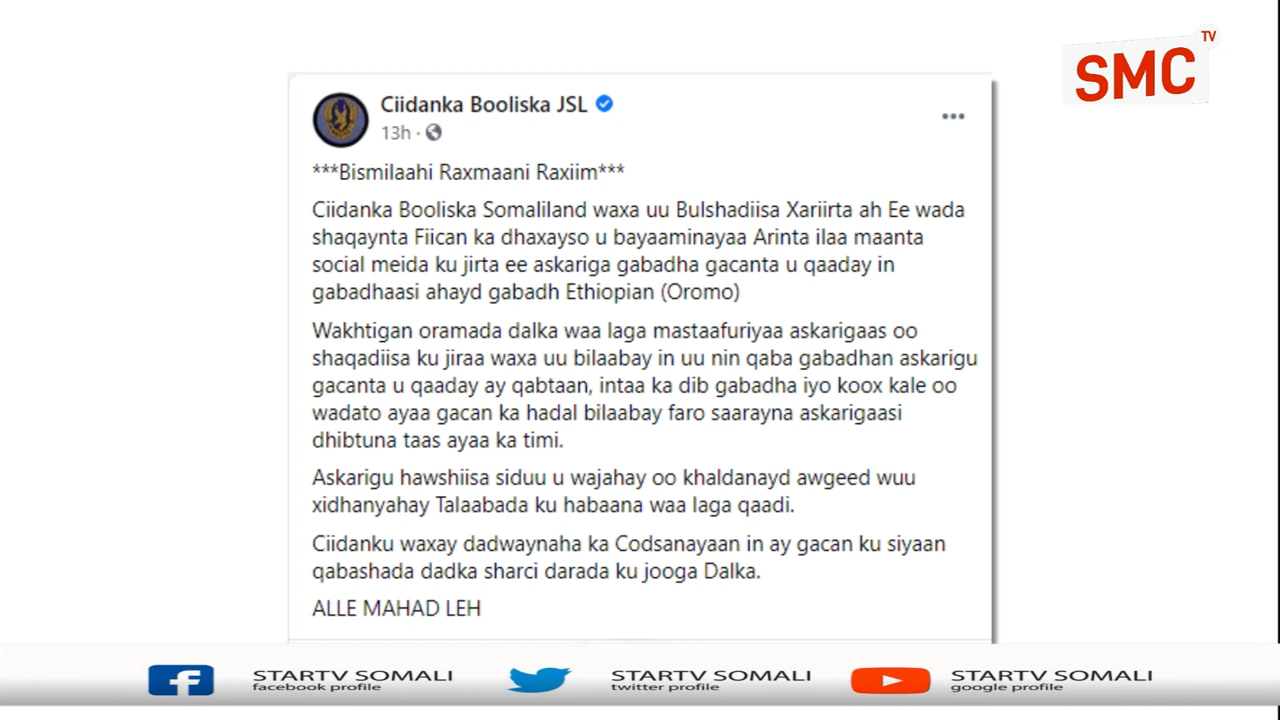 SMC TV
Ciidanka Booliska JSL
13h ·
***Bismilaahi Raxmaani Raxiim***
Ciidanka Booliska Somaliland waxa uu Bulshadiisa Xariirta ah Ee wada
shaqaynta Fiican ka dhaxayso u bayaaminayaa Arinta ilaa maanta
social meida ku jirta ee askariga gabadha gacanta u qaaday in
gabadhaasi ahayd gabadh Ethiopian (Oromo)
Wakhtigan oramada dalka waa laga mastaafuriyaa askarigaas oo
shaqadiisa ku jiraa waxa uu bilaabay in uu nin qaba gabadhan askarigu
gacanta u qaaday ay qabtaan, intaa ka dib gabadha iyo koox kale oo
wadato ayaa gacan ka hadal bilaabay faro saarayna askarigaasi
dhibtuna taas ayaa ka timi.
Askarigu hawshiisa siduu u wajahay oo khaldanayd awgeed wuu
xidhanyahay Talaabada ku habaana waa laga qaadi.
Ciidanku waxay dadwaynaha ka Codsanayaan in ay gacan ku siyaan
qabashada dadka sharci darada ku jooga Dalka.
ALLE MAHAD LEH
STARTV SOMALI
facebook profile
STARTV SOMALI
twitter profile
STARTV SOMALI
google profile